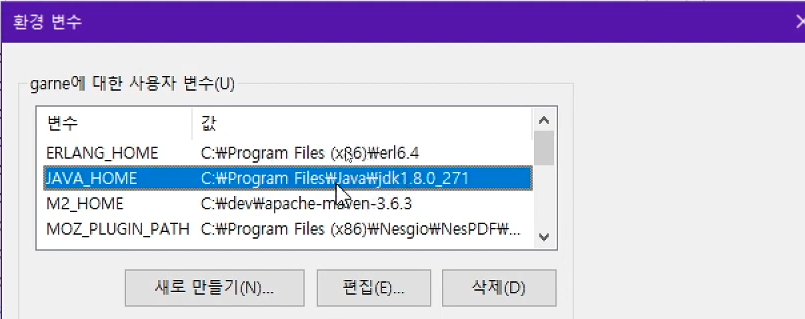 환경 변수
garne에 대한 사용자 변수(U)
변수 값
ERLANG_HOME C:₩Program Files (x86)₩erl6.4
JAVA_HOME C:₩Program Files₩Java₩jdk1.8.0_271
M2_HOME C:₩dev₩apache-maven-3.6.3
MOZ_PLUGIN_PATH C:₩Program Files (x86)₩Nesgio₩NesPDF₩...
새로 만들기(N)... 편집(E)... 삭제(D)